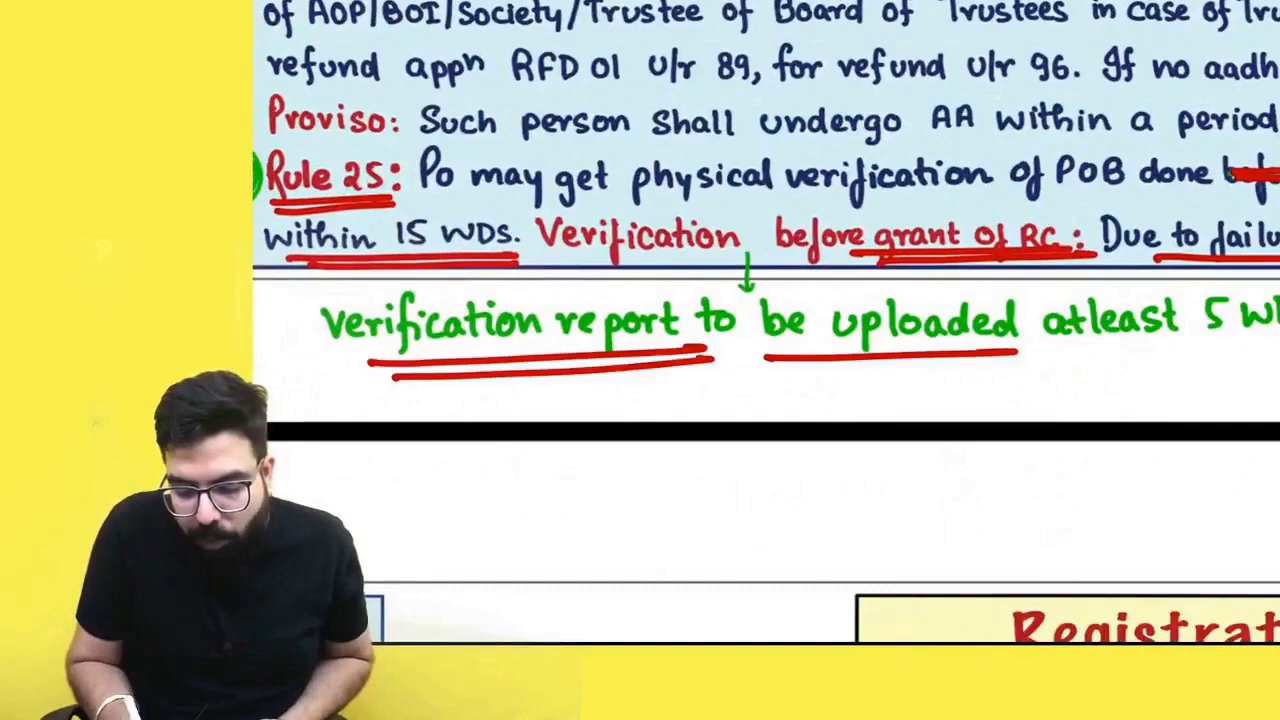 of AOP/BOI/Society/Trustee of Board of Trustees in case of Tru
refund appⁿ RFD 01 u/r 89, for refund u/r 96. If no aadh
Proviso: Such person shall undergo AA within a period
Rule 25: Po may get physical verification of POB done
within 15 WDs. Verification before grant of RC: Due to failu
Verification report to be uploaded atleast 5 W
Registrat